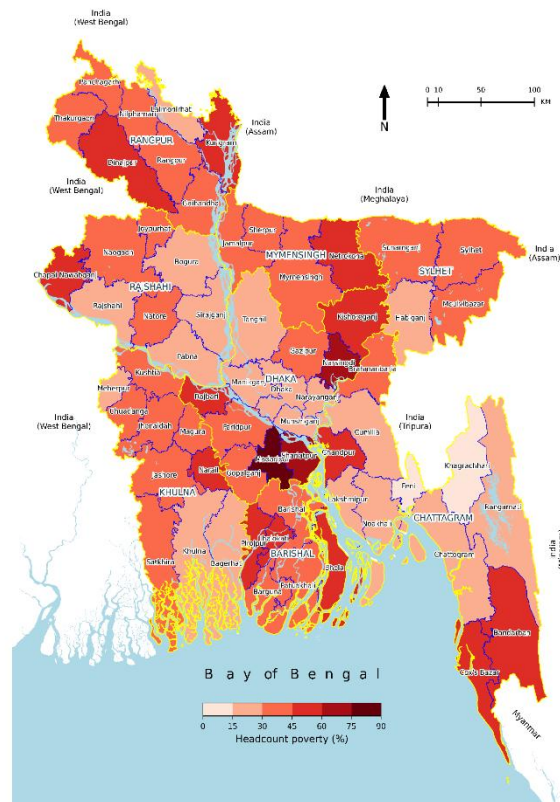 India
(West Bengal)
Panchagarh
Thakurgaon
Nilphamari
Lalmonirhat
RANGPUR
Kurigram
India
(Assam)
Dinajpur
Rangpur
Gaibandha
India
(West Bengal)
N
0 10 50 100
KM
India
(Meghalaya)
Joypurhat
Sherpur
Jamalpur
Naogaon
Bogura
MYMENSINGH
Netrokona
Mymensingh
Sunamganj
Sylhet
SYLHET
India
(Assam)
Chapai Nawabganj
RAJSHAHI
Rajshahi
Natore
Sirajganj
Tangail
Kishoreganj
Habiganj
Moulvibazar
Pabna
Gazipur
Narsingdi
Brahmanbaria
Kushtia
Meherpur
Manikganj
DHAKA
Dhaka
Narayanganj
Chuadanga
Jhenaidah
Rajbari
Munshiganj
India
(West Bengal)
Magura
Faridpur
Cumilla
India
(Tripura)
Shariatpur
Chandpur
Jashore
Narail
Gopalganj
KHULNA
Khagrachhari
Feni
Rangamati
Lakshmipur
Noakhali
CHATTAGRAM
Barishal
Satkhira
Khulna
Bagerhat
Pirojpur
Jhalokati
BARISHAL
Bhola
Chattogram
India
Barguna
Patuakhali
Bandarban
Cox's Bazar
Myanmar
Bay of Bengal
0 15 30 45 60 75 90
Headcount poverty (%)